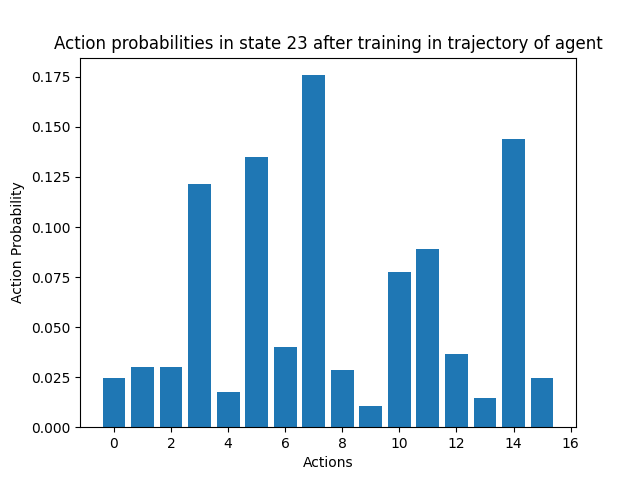 Action probabilities in state 23 after training in trajectory of agent
0.175
0.150
0.125
0.100
0.075
0.050
0.025
0.000
Action Probability
0 2 4 6 8 10 12 14 16
Actions